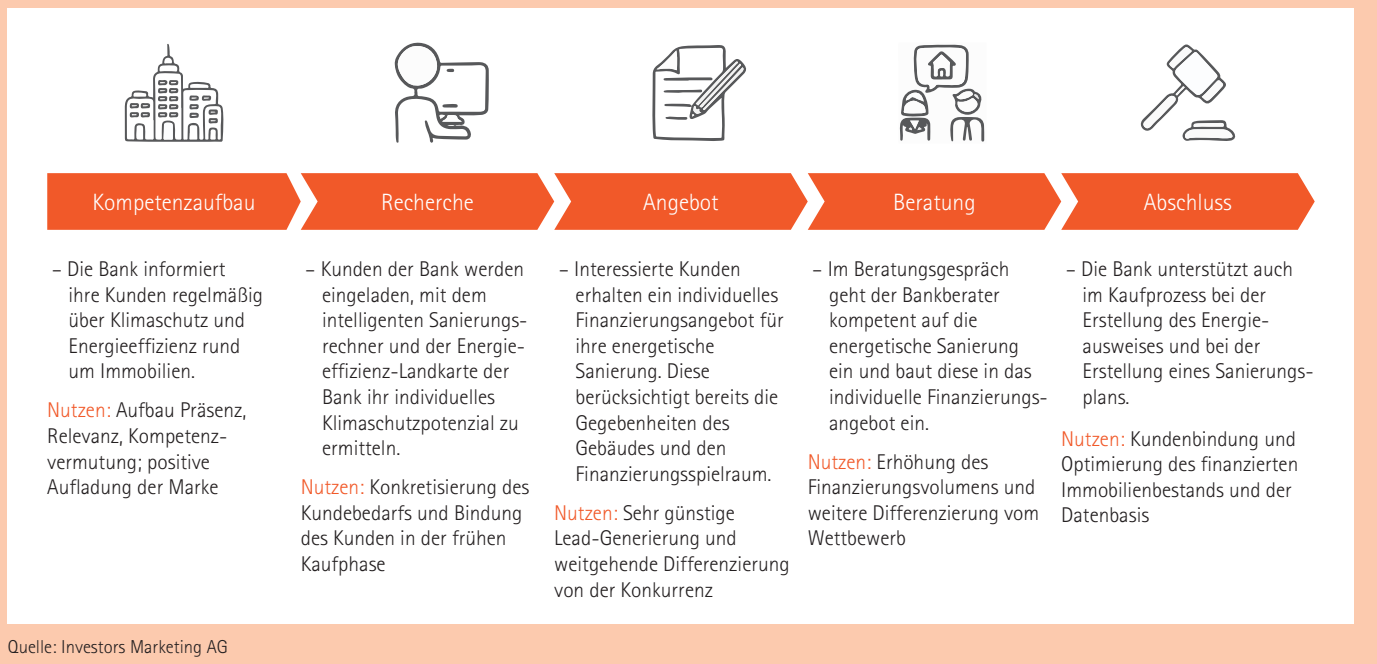 Kompetenzaufbau
Recherche
Angebot
Beratung
Abschluss
– Die Bank informiert
ihre Kunden regelmäßig
über Klimaschutz und
Energieeffizienz rund
um Immobilien.
Nutzen: Aufbau Präsenz,
Relevanz, Kompetenz-
vermutung; positive
Aufladung der Marke
– Kunden der Bank werden
eingeladen, mit dem
intelligenten Sanierungs-
rechner und der Energie-
effizienz-Landkarte der
Bank ihr individuelles
Klimaschutzpotenzial zu
ermitteln.
Nutzen: Konkretisierung des
Kundebedarfs und Bindung
des Kunden in der frühen
Kaufphase
– Interessierte Kunden
erhalten ein individuelles
Finanzierungsangebot für
ihre energetische
Sanierung. Diese
berücksichtigt bereits die
Gegebenheiten des
Gebäudes und den
Finanzierungsspielraum.
Nutzen: Sehr günstige
Lead-Generierung und
weitgehende Differenzierung
von der Konkurrenz
– Im Beratungsgespräch
geht der Bankberater
kompetent auf die
energetische Sanierung
ein und baut diese in das
individuelle Finanzierungs-
angebot ein.
Nutzen: Erhöhung des
Finanzierungsvolumens und
weitere Differenzierung vom
Wettbewerb
– Die Bank unterstützt auch
im Kaufprozess bei der
Erstellung des Energie-
ausweises und bei der
Erstellung eines Sanierungs-
plans.
Nutzen: Kundenbindung und
Optimierung des finanzierten
Immobilienbestands und der
Datenbasis
Quelle: Investors Marketing AG